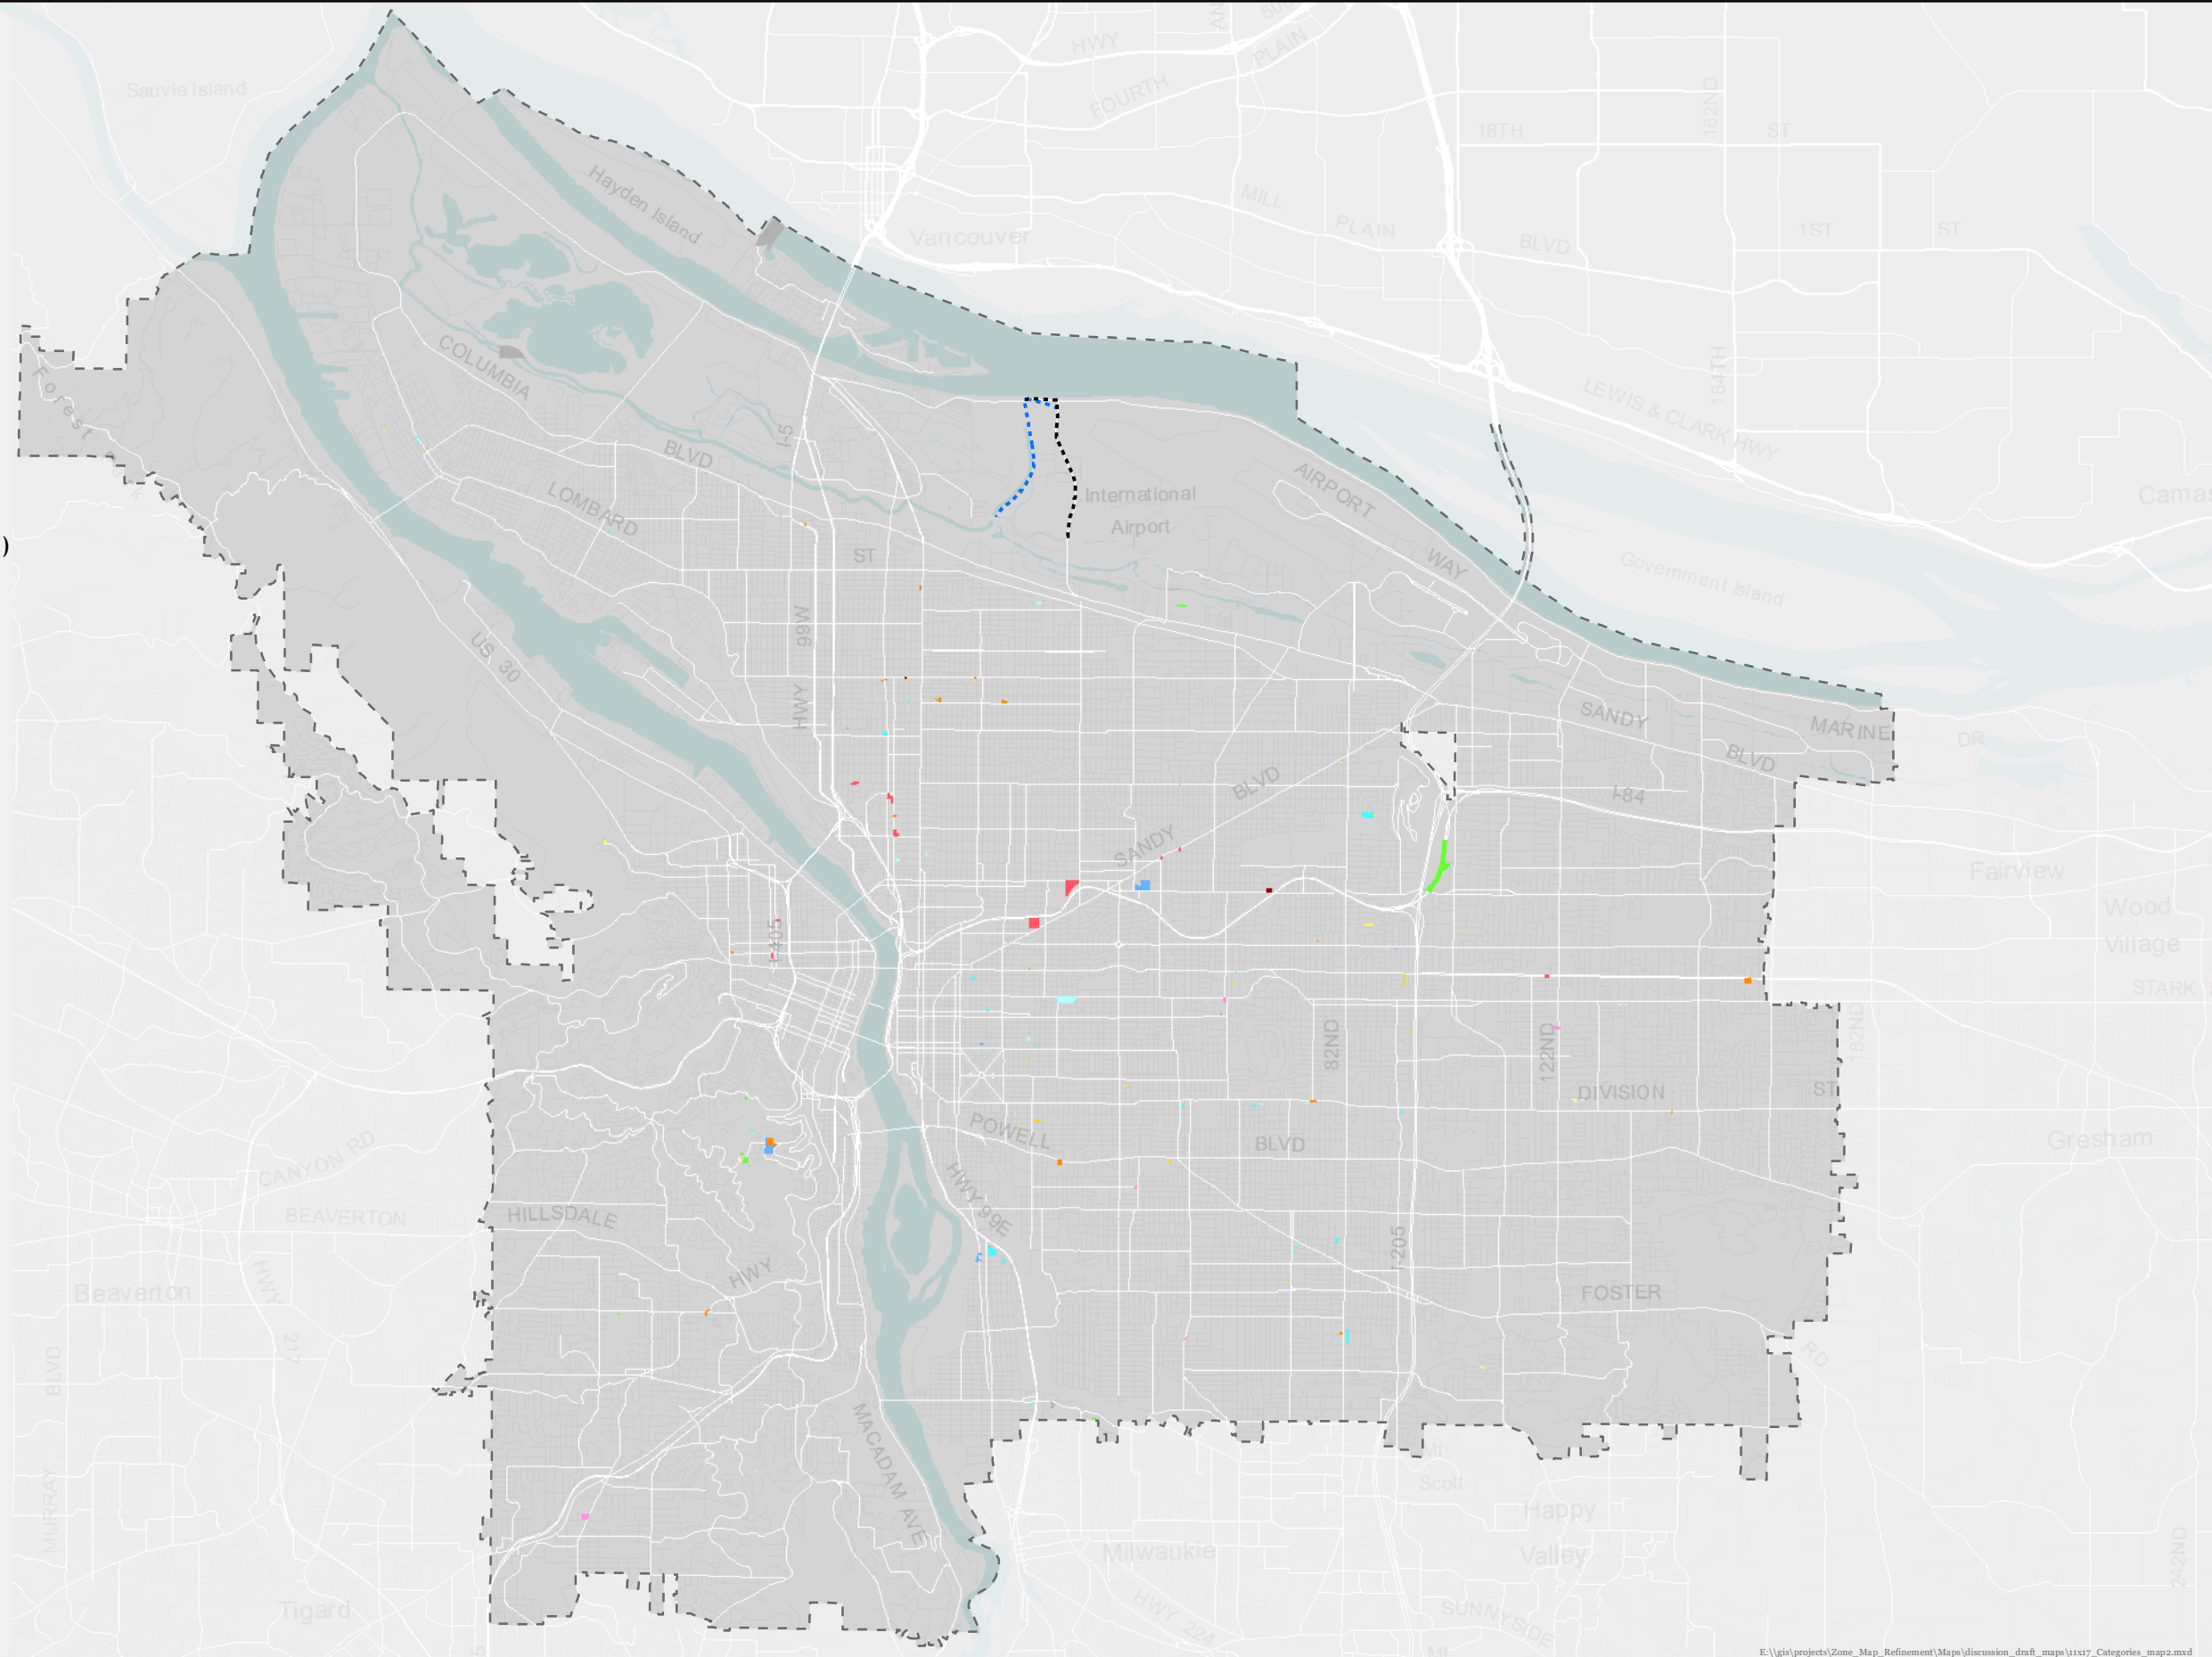 HWY
PLAIN
FOURTH
Sauvie Island
162ND
18TH
ST
Hayden Island
MILL
PLAIN
Vancouver
BLVD
1ST
ST
COLUMBIA
Forest
164TH
LEWIS & CLARK HWY
I-5
BLVD
LOMBARD
International
Airport
AIRPORT
WAY
Camas
)
ST
Government Island
US 30
99W
HWY
SANDY
BLVD
MARINE
DR
BLVD
SANDY
I-84
Fairview
Wood
Village
I-405
STARK
182ND
82ND
122ND
DIVISION
ST
POWELL
BLVD
Gresham
CANYON RD
BEAVERTON
HILLSDALE
HWY
HWY 99E
I-205
FOSTER
RD
Beaverton
HWY
217
BLVD
MURRAY
MACADAM AVE
Mt
Scott
Happy
Valley
Milwaukie
HWY 224
SUNNYSIDE
Mt
242ND
Tigard
E:\\gis\projects\Zone_Map_Refinement\Maps\discussion_draft_maps\11x17_Categories_map2.mxd